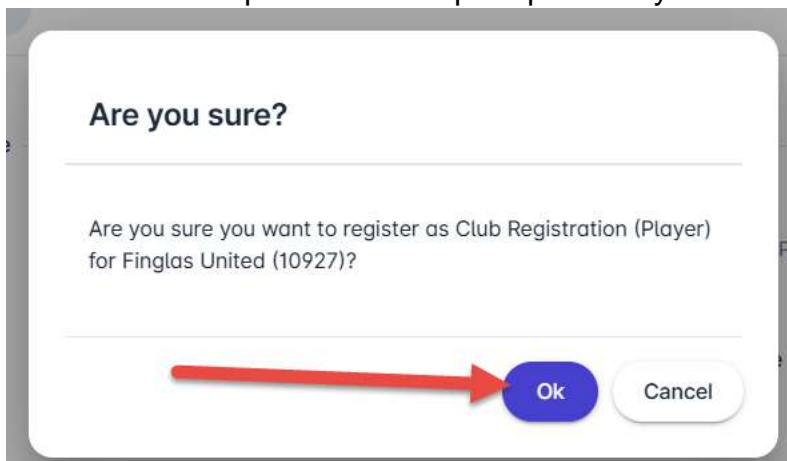 Are you sure?
Are you sure you want to register as Club Registration (Player)
for Finglas United (10927)?
Ok Cancel